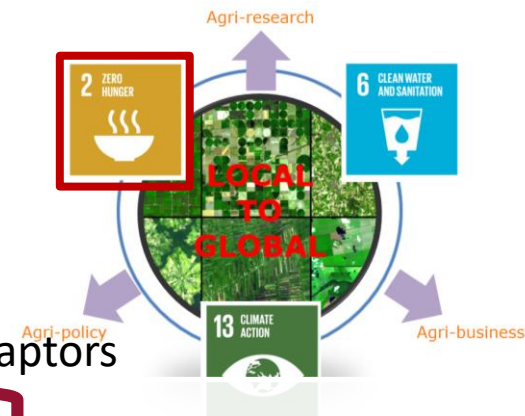 Agri-research
2 ZERO
HUNGER
6 CLEAN WATER
AND SANITATION
LOCAL
TO
GLOBAL
Agri-policy
13 CLIMATE
ACTION
Agri-business
aptors